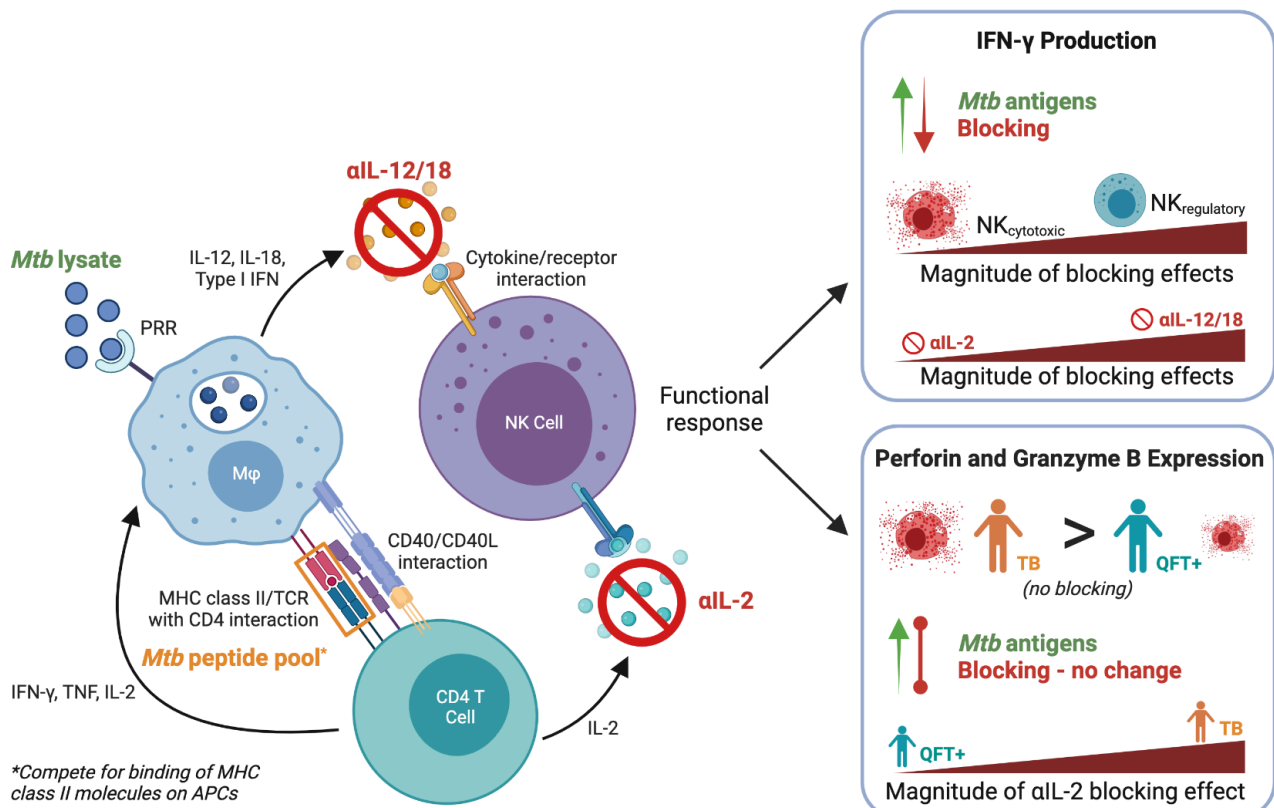 αIL-12/18
Mtb lysate
IL-12, IL-18,
Type I IFN
Cytokine/receptor
interaction
PRR
NK Cell
Mφ
CD40/CD40L
interaction
MHC class II/TCR
with CD4 interaction
Mtb peptide pool*
αIL-2
IFN-γ, TNF, IL-2
CD4 T
Cell
IL-2
*Compete for binding of MHC
class II molecules on APCs
Functional
response
IFN-γ Production
Mtb antigens
Blocking
NKcytotoxic
NKregulatory
Magnitude of blocking effects
αIL-2
αIL-12/18
Magnitude of blocking effects
Perforin and Granzyme B Expression
TB
>
QFT+
(no blocking)
Mtb antigens
Blocking - no change
QFT+
TB
Magnitude of αIL-2 blocking effect